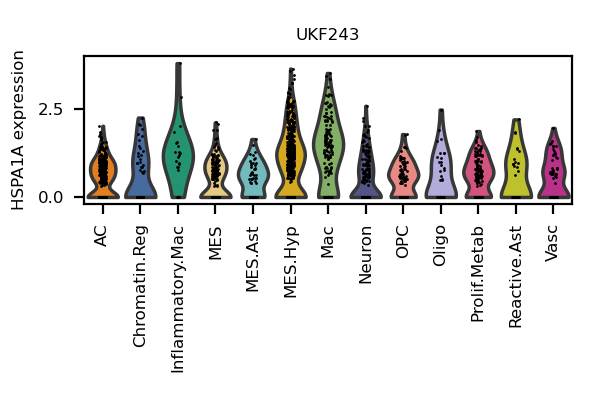 UKF243
HSPA1A expression
2.5
0.0
AC
Chromatin.Reg
Inflammatory.Mac
MES
MES.Ast
MES.Hyp
Mac
Neuron
OPC
Oligo
Prolif.Metab
Reactive.Ast
Vasc